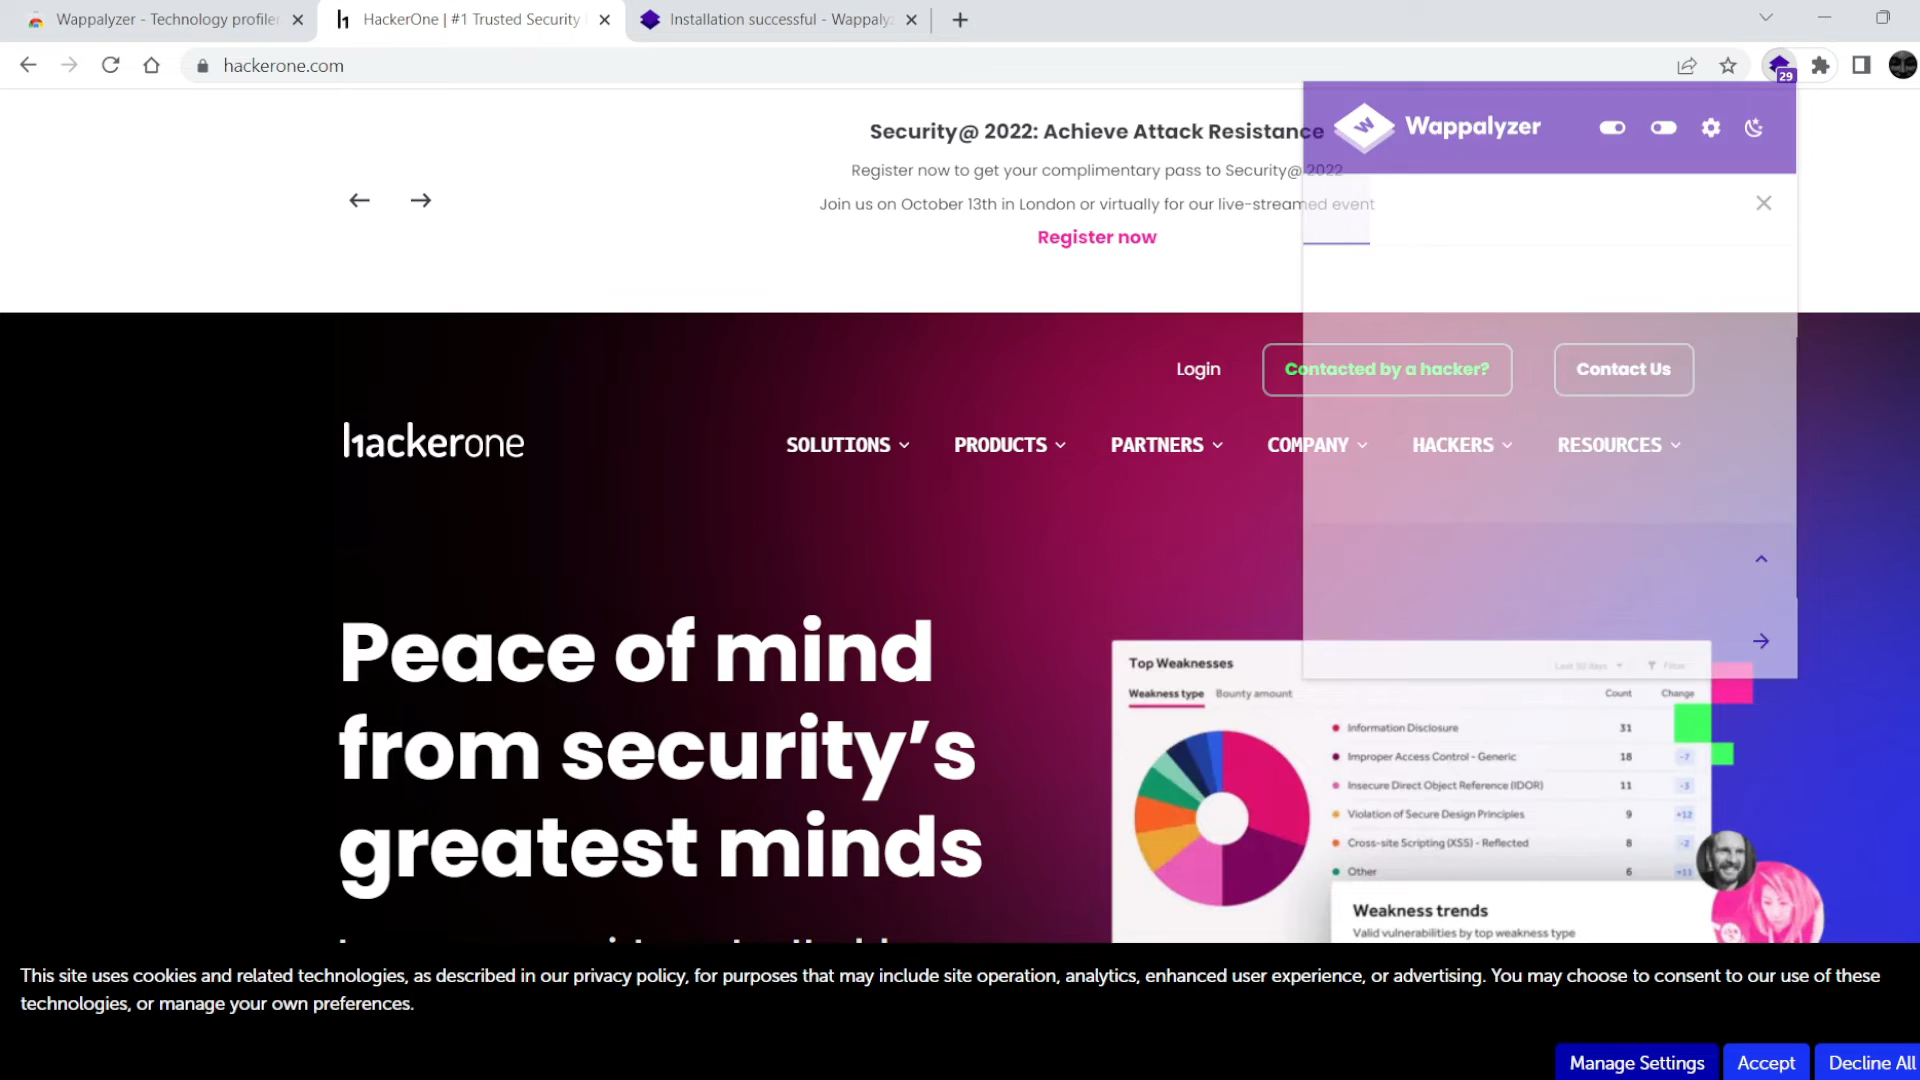 Wappalyzer - Technology profiler
HackerOne | #1 Trusted Security
Installation successful - Wappaly
hackerone.com
29
Security@ 2022: Achieve Attack Resistance
Register now to get your complimentary pass to Security@ 2022
Join us on October 13th in London or virtually for our live-streamed event
Register now
Wappalyzer
Login
Contacted by a hacker?
Contact Us
hackerone
SOLUTIONS
PRODUCTS
PARTNERS
COMPANY
HACKERS
RESOURCES
Peace of mind
from security's
greatest minds
Top Weaknesses
Last 30 days
Filter
Weakness type
Bounty amount
Count
Change
Information Disclosure 31
Improper Access Control - Generic 18 -7
Insecure Direct Object Reference (IDOR) 11 -3
Violation of Secure Design Principles 9 +12
Cross-site Scripting (XSS) - Reflected 8 -2
Other 6 +11
Weakness trends
Valid vulnerabilities by top weakness type
This site uses cookies and related technologies, as described in our privacy policy, for purposes that may include site operation, analytics, enhanced user experience, or advertising. You may choose to consent to our use of these
technologies, or manage your own preferences.
Manage Settings
Accept
Decline All